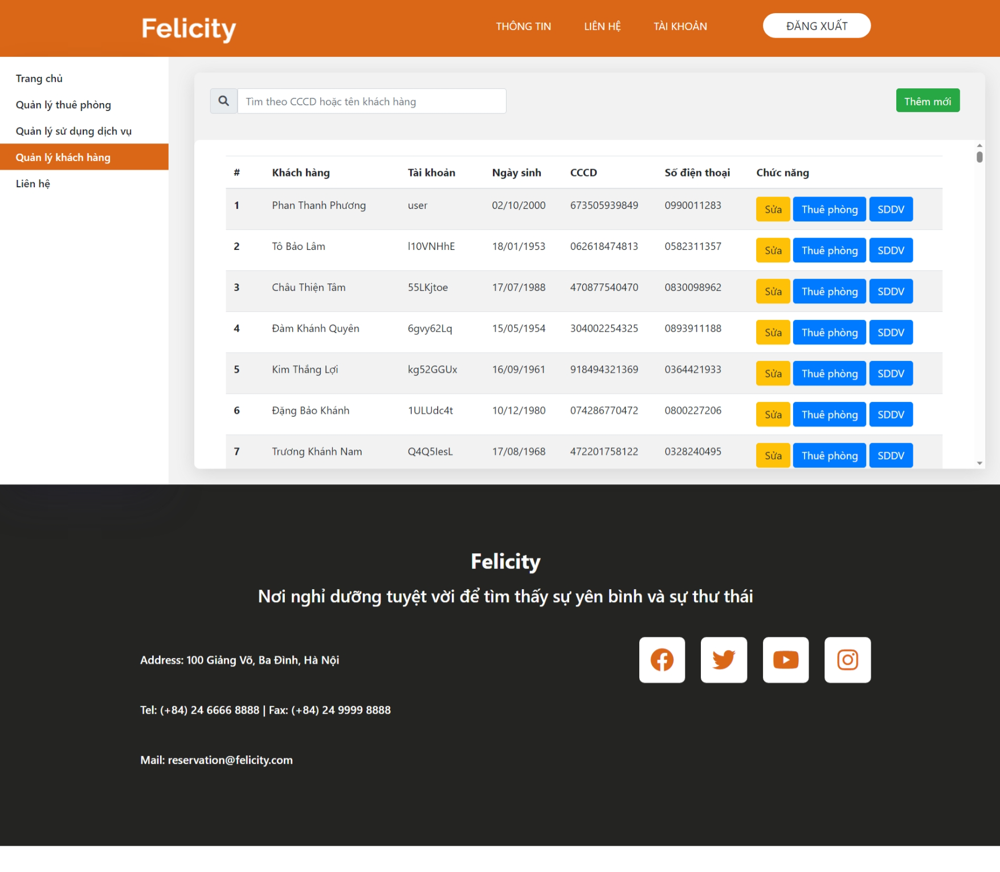 Felicity
THÔNG TIN
LIÊN HỆ
TÀI KHOẢN
ĐĂNG XUẤT
Trang chủ
Quản lý thuê phòng
Quản lý sử dụng dịch vụ
Quản lý khách hàng
Liên hệ
Tìm theo CCCD hoặc tên khách hàng
Thêm mới
# Khách hàng Tài khoản Ngày sinh CCCD Số điện thoại Chức năng
1 Phan Thanh Phương user 02/10/2000 673505939849 0990011283 Sửa Thuê phòng SDDV
2 Tô Bảo Lâm l10VNHhE 18/01/1953 062618474813 0582311357 Sửa Thuê phòng SDDV
3 Châu Thiện Tâm 55LKjtoe 17/07/1988 470877540470 0830098962 Sửa Thuê phòng SDDV
4 Đàm Khánh Quyên 6gvy62Lq 15/05/1954 304002254325 0893911188 Sửa Thuê phòng SDDV
5 Kim Thắng Lợi kg52GGUx 16/09/1961 918494321369 0364421933 Sửa Thuê phòng SDDV
6 Đặng Bảo Khánh 1ULUdc4t 10/12/1980 074286770472 0800227206 Sửa Thuê phòng SDDV
7 Trương Khánh Nam Q4Q5lesL 17/08/1968 472201758122 0328240495 Sửa Thuê phòng SDDV
Felicity
Nơi nghỉ dưỡng tuyệt vời để tìm thấy sự yên bình và sự thư thái
Address: 100 Giảng Võ, Ba Đình, Hà Nội
Tel: (+84) 24 6666 8888 | Fax: (+84) 24 9999 8888
Mail: reservation@felicity.com